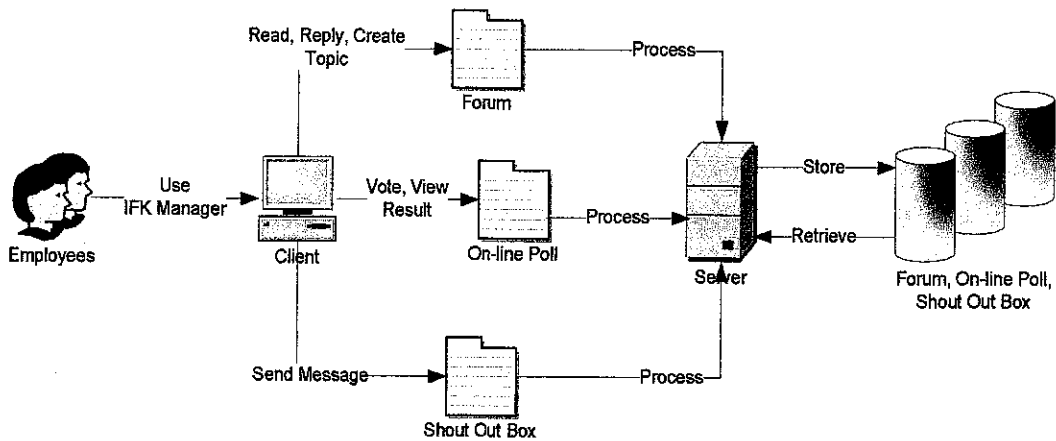 Read, Reply, Create
Topic
Forum
Process
Use
IFK Manager
Employees
Client
Vote, View
Result
On-line Poll
Process
Server
Store
Retrieve
Forum, On-line Poll,
Shout Out Box
Send Message
Shout Out Box
Process